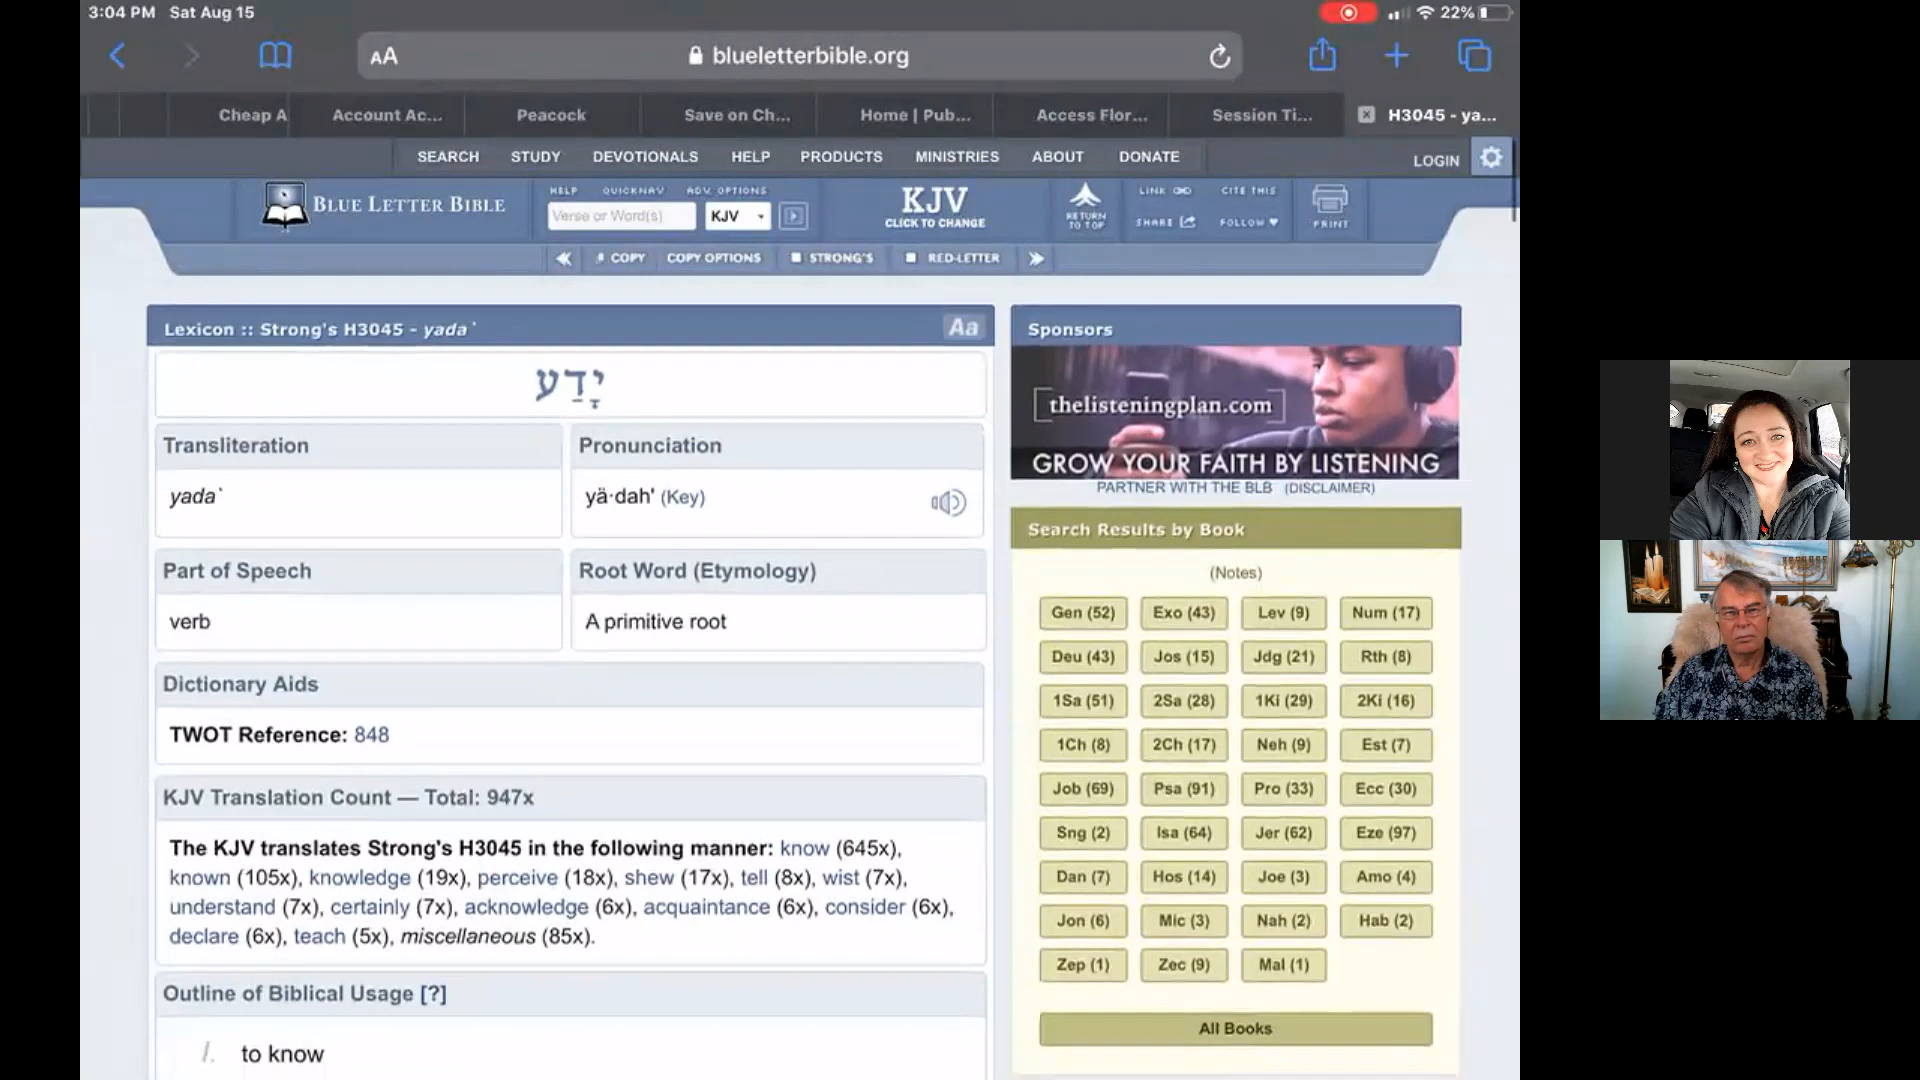 3:04 PM Sat Aug 15
22%
AA
blueletterbible.org
Cheap A
Account Ac...
Peacock
Save on Ch...
Home | Pub...
Access Flor...
Session Ti...
H3045 - ya...
SEARCH STUDY DEVOTIONALS HELP PRODUCTS MINISTRIES ABOUT DONATE
LOGIN
BLUE LETTER BIBLE
HELP QUICKNAV ADV. OPTIONS
Verse or Word(s)
KJV
KJV
CLICK TO CHANGE
RETURN
TO TOP
LINK
CITE THIS
SHARE
FOLLOW
PRINT
COPY
COPY OPTIONS
STRONG'S
RED-LETTER
Lexicon :: Strong's H3045 - yada`
Aa
יָדַע
Transliteration
yada`
Pronunciation
yä·dah' (Key)
Part of Speech
verb
Root Word (Etymology)
A primitive root
Dictionary Aids
TWOT Reference: 848
KJV Translation Count — Total: 947x
The KJV translates Strong's H3045 in the following manner: know (645x),
known (105x), knowledge (19x), perceive (18x), shew (17x), tell (8x), wist (7x),
understand (7x), certainly (7x), acknowledge (6x), acquaintance (6x), consider (6x),
declare (6x), teach (5x), miscellaneous (85x).
Outline of Biblical Usage [?]
I. to know
Sponsors
thelisteningplan.com
GROW YOUR FAITH BY LISTENING
PARTNER WITH THE BLB (DISCLAIMER)
Search Results by Book
(Notes)
Gen (52) Exo (43) Lev (9) Num (17)
Deu (43) Jos (15) Jdg (21) Rth (8)
1Sa (51) 2Sa (28) 1Ki (29) 2Ki (16)
1Ch (8) 2Ch (17) Neh (9) Est (7)
Job (69) Psa (91) Pro (33) Ecc (30)
Sng (2) Isa (64) Jer (62) Eze (97)
Dan (7) Hos (14) Joe (3) Amo (4)
Jon (6) Mic (3) Nah (2) Hab (2)
Zep (1) Zec (9) Mal (1)
All Books